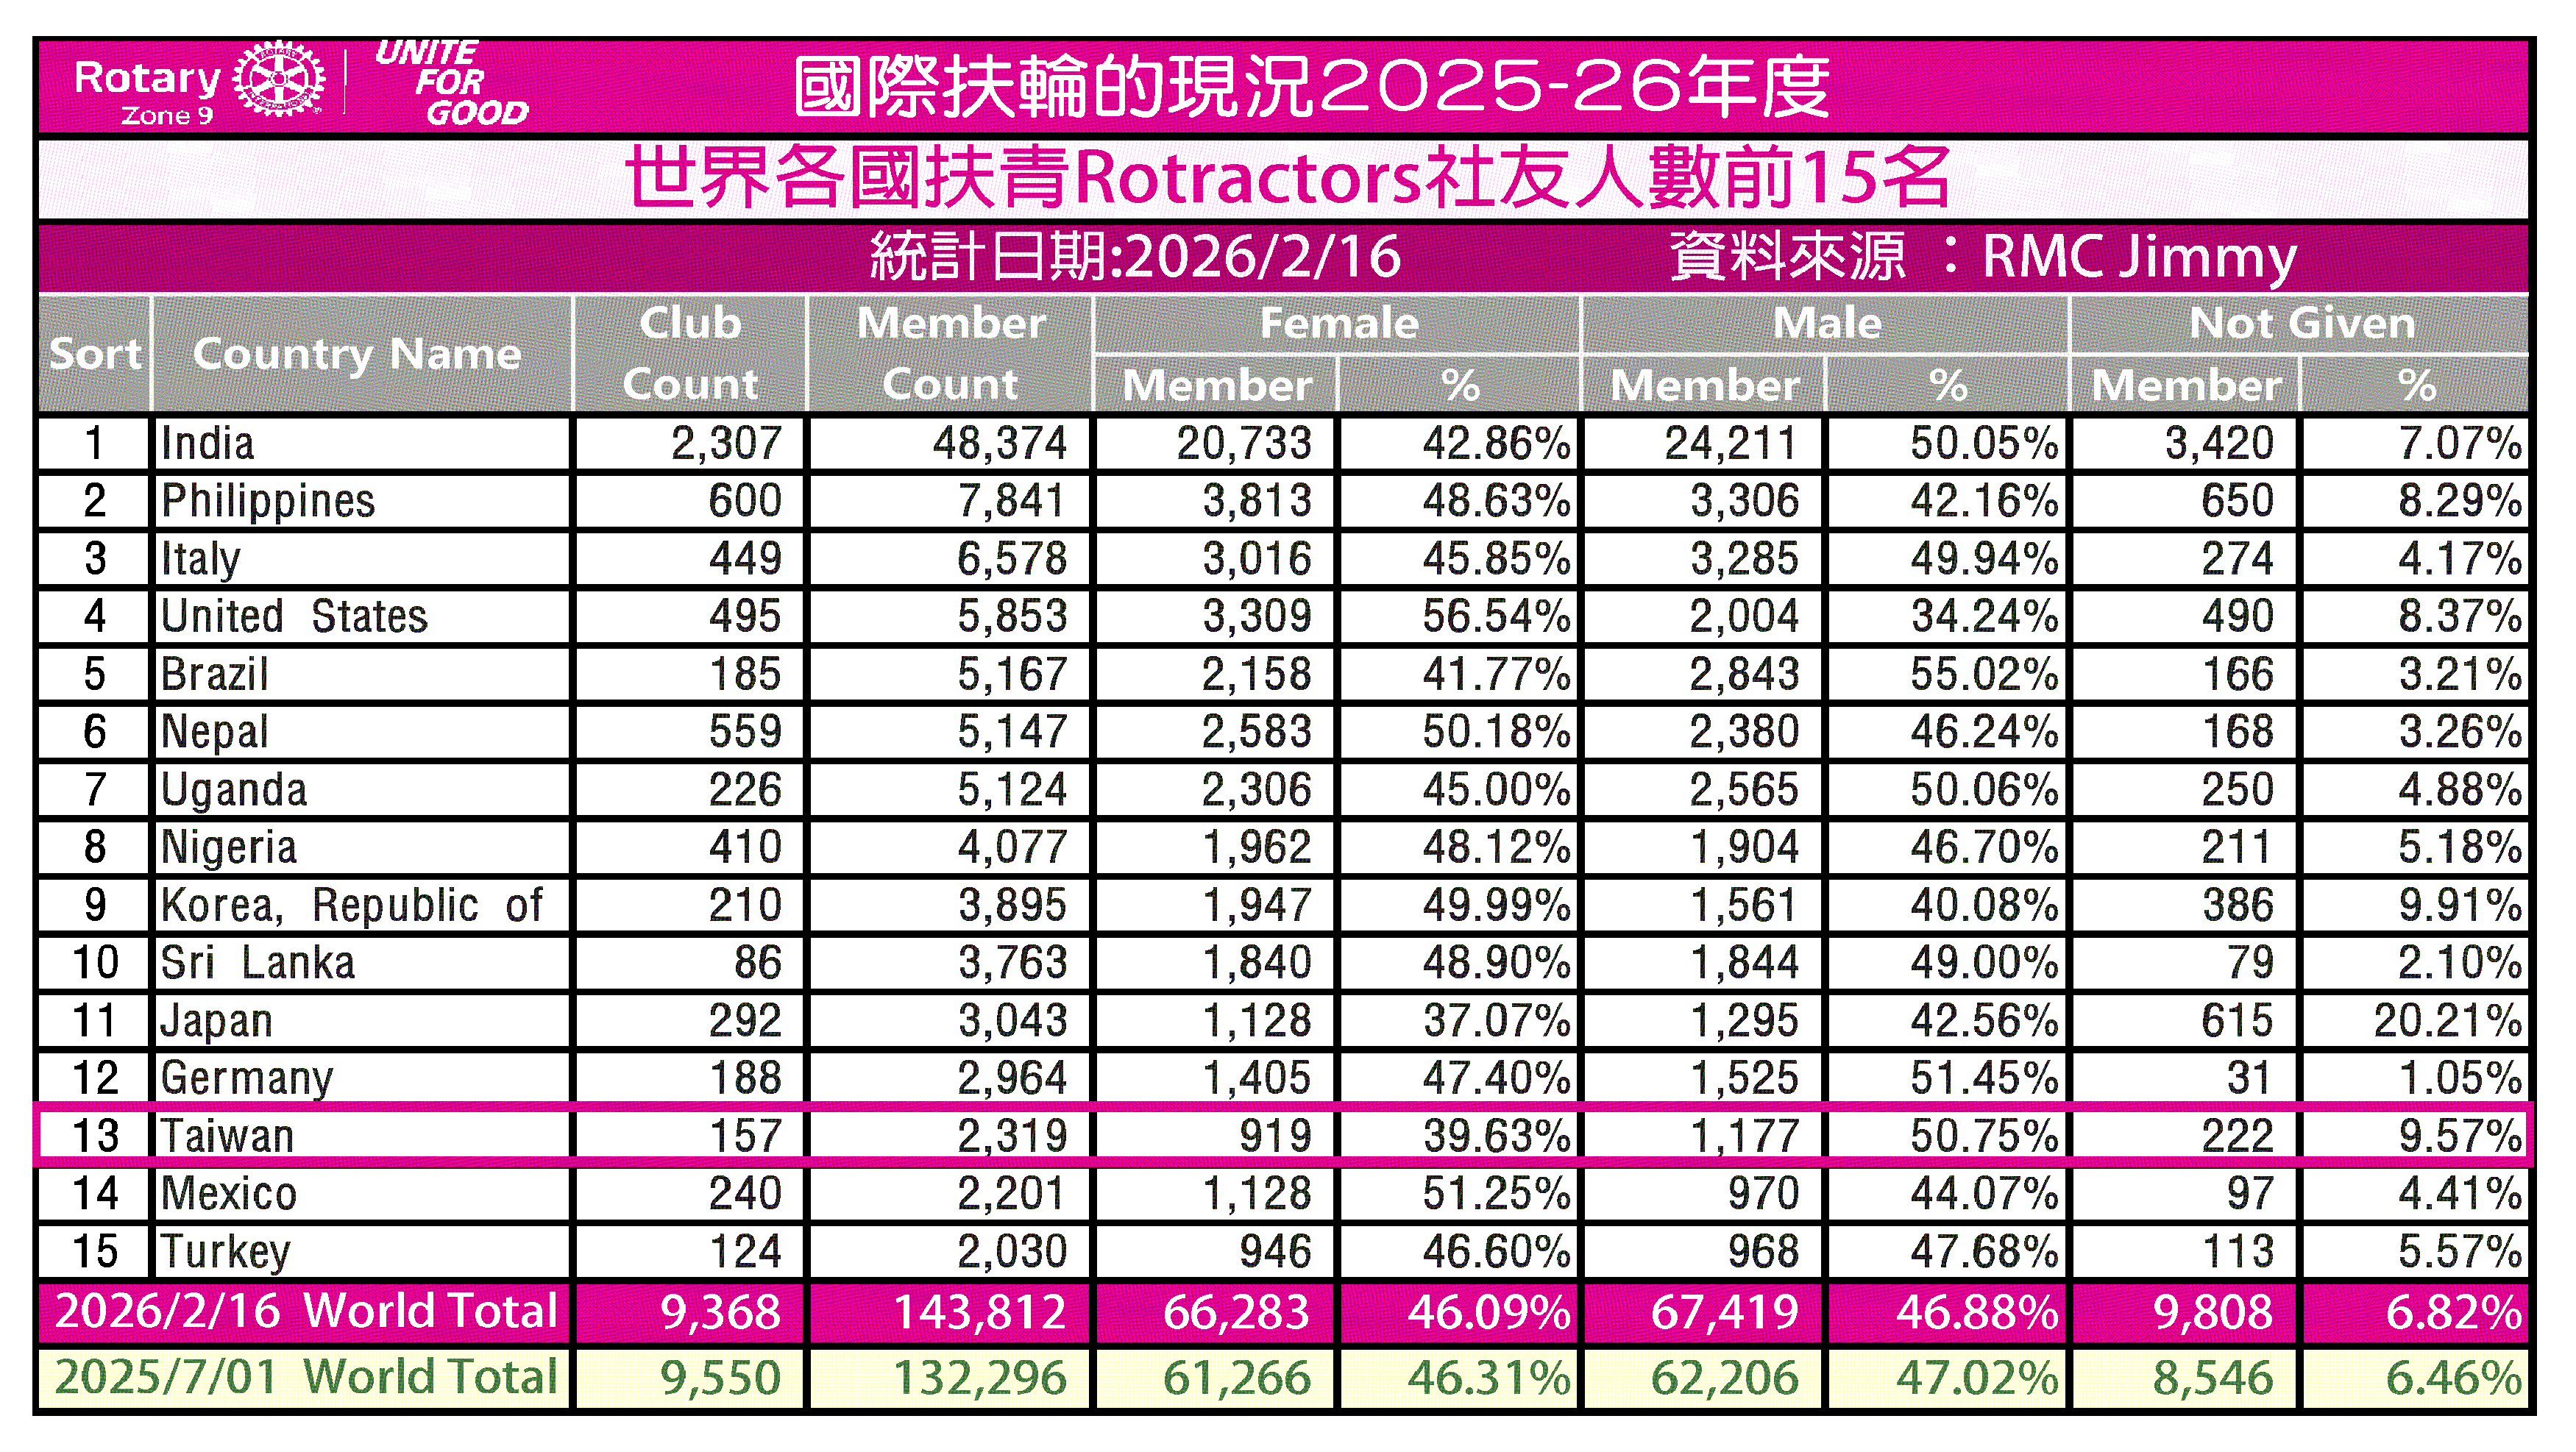 Rotary
Zone 9
UNITE
FOR
GOOD
國際扶輪的現況2025-26年度
世界各國扶青Rotractors社友人數前15名
統計日期:2026/2/16 資料來源 : RMC Jimmy
Sort Country Name Club Count Member Count Female Male Not Given
Member % Member % Member %
1 India 2,307 48,374 20,733 42.86% 24,211 50.05% 3,420 7.07%
2 Philippines 600 7,841 3,813 48.63% 3,306 42.16% 650 8.29%
3 Italy 449 6,578 3,016 45.85% 3,285 49.94% 274 4.17%
4 United States 495 5,853 3,309 56.54% 2,004 34.24% 490 8.37%
5 Brazil 185 5,167 2,158 41.77% 2,843 55.02% 166 3.21%
6 Nepal 559 5,147 2,583 50.18% 2,380 46.24% 168 3.26%
7 Uganda 226 5,124 2,306 45.00% 2,565 50.06% 250 4.88%
8 Nigeria 410 4,077 1,962 48.12% 1,904 46.70% 211 5.18%
9 Korea, Republic of 210 3,895 1,947 49.99% 1,561 40.08% 386 9.91%
10 Sri Lanka 86 3,763 1,840 48.90% 1,844 49.00% 79 2.10%
11 Japan 292 3,043 1,128 37.07% 1,295 42.56% 615 20.21%
12 Germany 188 2,964 1,405 47.40% 1,525 51.45% 31 1.05%
13 Taiwan 157 2,319 919 39.63% 1,177 50.75% 222 9.57%
14 Mexico 240 2,201 1,128 51.25% 970 44.07% 97 4.41%
15 Turkey 124 2,030 946 46.60% 968 47.68% 113 5.57%
2026/2/16 World Total 9,368 143,812 66,283 46.09% 67,419 46.88% 9,808 6.82%
2025/7/01 World Total 9,550 132,296 61,266 46.31% 62,206 47.02% 8,546 6.46%